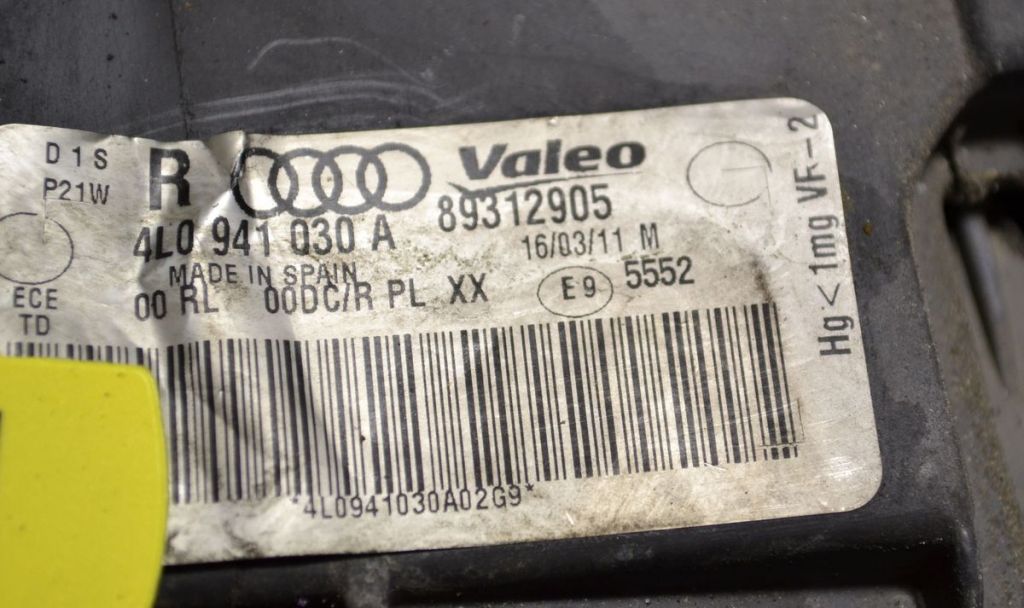 D1S
P21W
R
Valeo
89312905
4L0 941 030 A
16/03/11 M
MADE IN SPAIN
00 RL 00DC/R PL XX
E9
5552
ECE
TD
Hg < 1mg VF-2
*4L0941030A02G9*